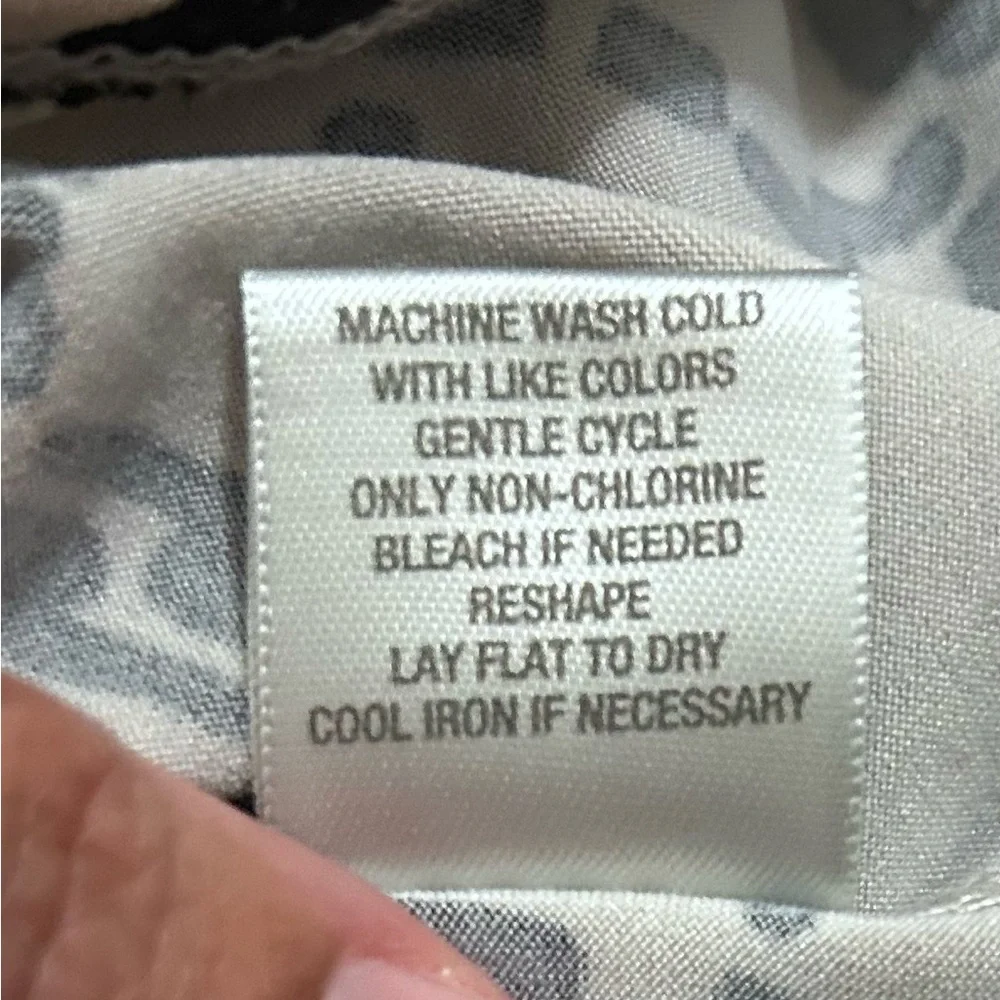 MACHINE WASH COLD
WITH LIKE COLORS
GENTLE CYCLE
ONLY NON-CHLORINE
BLEACH IF NEEDED
RESHAPE
LAY FLAT TO DRY
COOL IRON IF NECESSARY